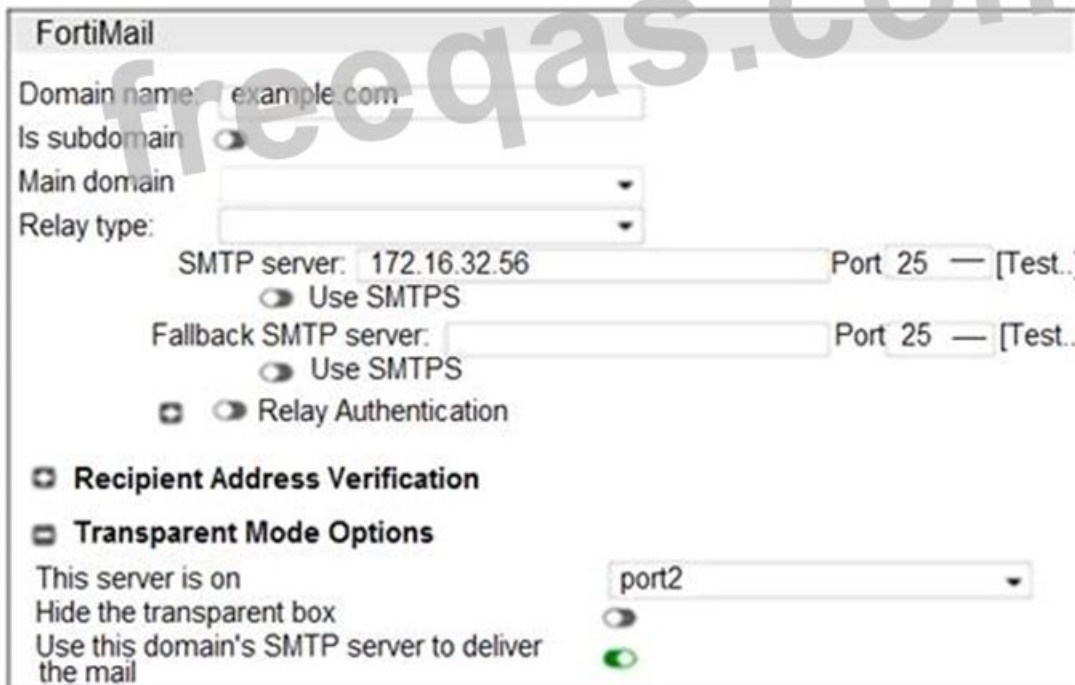 freeqas.com
FortiMail
Domain name: example.com
Is subdomain
Main domain
Relay type:
SMTP server: 172.16.32.56 Port 25 — [Test..]
Use SMTPS
Fallback SMTP server: Port 25 — [Test..
Use SMTPS
Relay Authentication
Recipient Address Verification
Transparent Mode Options
This server is on port2
Hide the transparent box
Use this domain's SMTP server to deliver
the mail